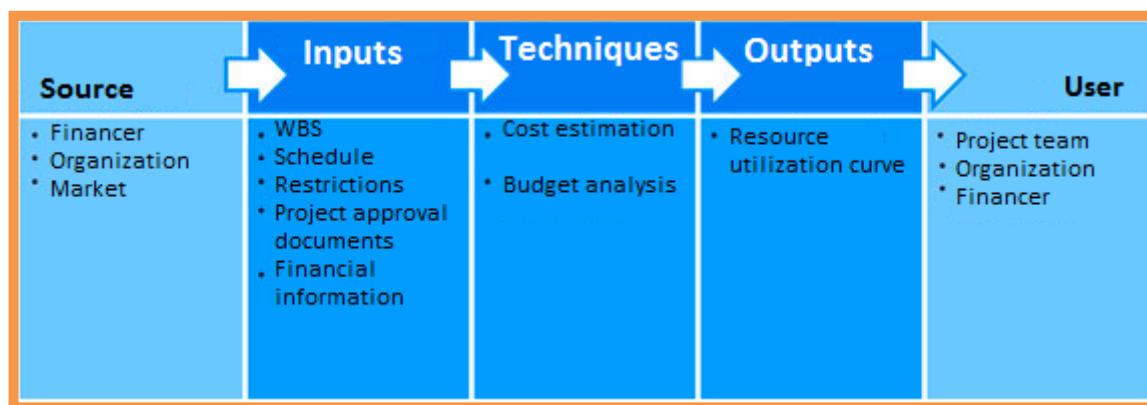 Source
Inputs
Techniques
Outputs
User
• Financer
• Organization
• Market
• WBS
• Schedule
• Restrictions
• Project approval
documents
• Financial
information
• Cost estimation
• Budget analysis
• Resource
utilization curve
• Project team
• Organization
• Financer